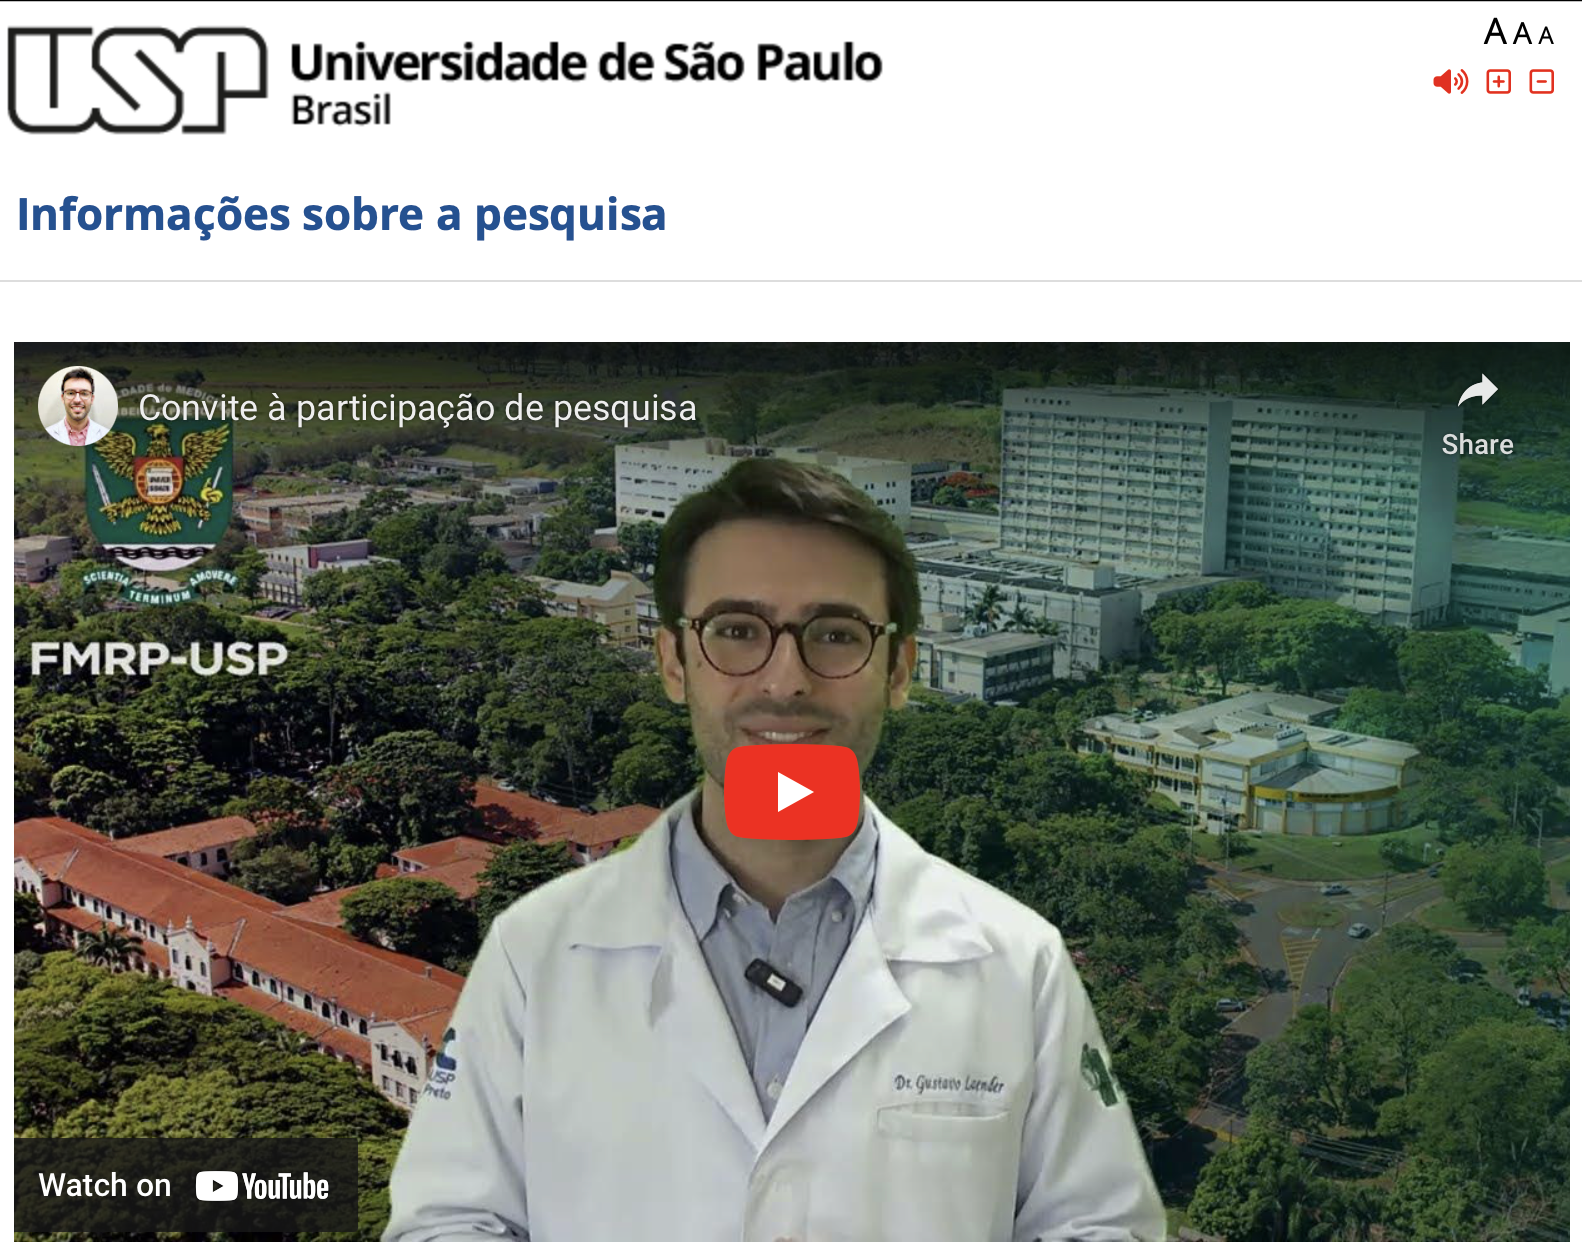 USP
Universidade de São Paulo
Brasil
A A A
Informações sobre a pesquisa
Convite à participação de pesquisa
Share
SCIENTIA
AMOVERE
TERMINUM
FMRP-USP
USP
Preto
Dr. Gustavo Laender
Watch on YouTube